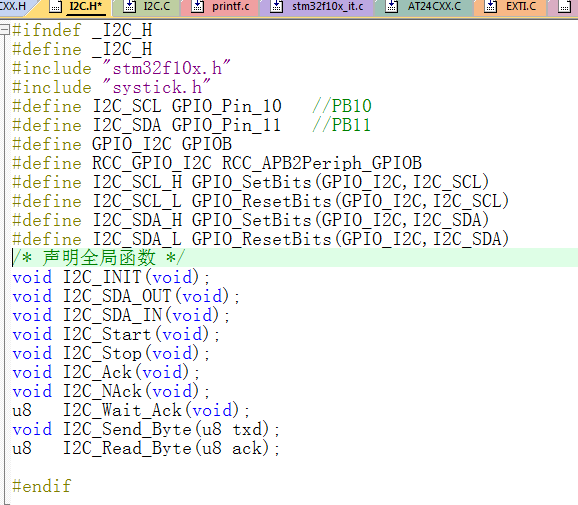 CXX.H I2C.H* I2C.C printf.c stm32f10x_it.c AT24CXX.C EXTI.C
#ifndef _I2C_H
#define _I2C_H
#include "stm32f10x.h"
#include "systick.h"
#define I2C_SCL GPIO_Pin_10   //PB10
#define I2C_SDA GPIO_Pin_11   //PB11
#define GPIO_I2C GPIOB
#define RCC_GPIO_I2C RCC_APB2Periph_GPIOB
#define I2C_SCL_H GPIO_SetBits(GPIO_I2C,I2C_SCL)
#define I2C_SCL_L GPIO_ResetBits(GPIO_I2C,I2C_SCL)
#define I2C_SDA_H GPIO_SetBits(GPIO_I2C,I2C_SDA)
#define I2C_SDA_L GPIO_ResetBits(GPIO_I2C,I2C_SDA)
/* 声明全局函数 */
void I2C_INIT(void);
void I2C_SDA_OUT(void);
void I2C_SDA_IN(void);
void I2C_Start(void);
void I2C_Stop(void);
void I2C_Ack(void);
void I2C_NAck(void);
u8   I2C_Wait_Ack(void);
void I2C_Send_Byte(u8 txd);
u8   I2C_Read_Byte(u8 ack);
#endif